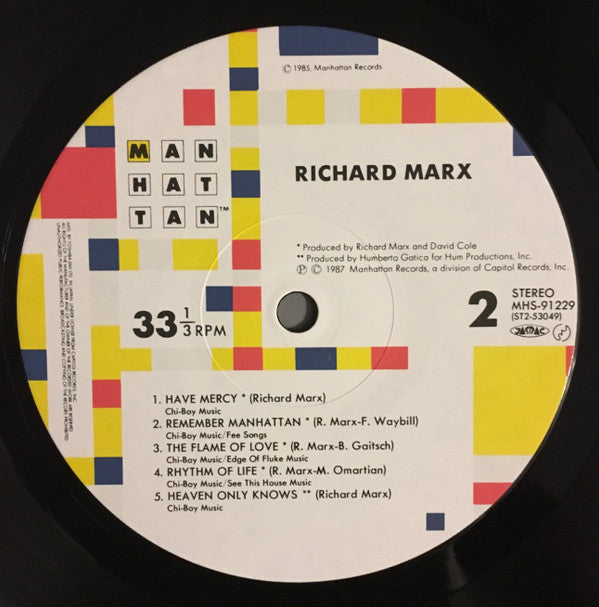 © 1985, Manhattan Records
MAN
HAT
TAN™
RICHARD MARX
* Produced by Richard Marx and David Cole
** Produced by Humberto Gatica for Hum Productions, Inc.
℗ © 1987 Manhattan Records, a division of Capitol Records, Inc.
33 1/3 RPM
2
STEREO
MHS-91229
(ST2-53049)
JASRAC
1. HAVE MERCY * (Richard Marx)
Chi-Boy Music
2. REMEMBER MANHATTAN * (R. Marx-F. Waybill)
Chi-Boy Music/Fee Songs
3. THE FLAME OF LOVE * (R. Marx-B. Gaitsch)
Chi-Boy Music/Edge Of Fluke Music
4. RHYTHM OF LIFE * (R. Marx-M. Omartian)
Chi-Boy Music/See This House Music
5. HEAVEN ONLY KNOWS ** (Richard Marx)
Chi-Boy Music